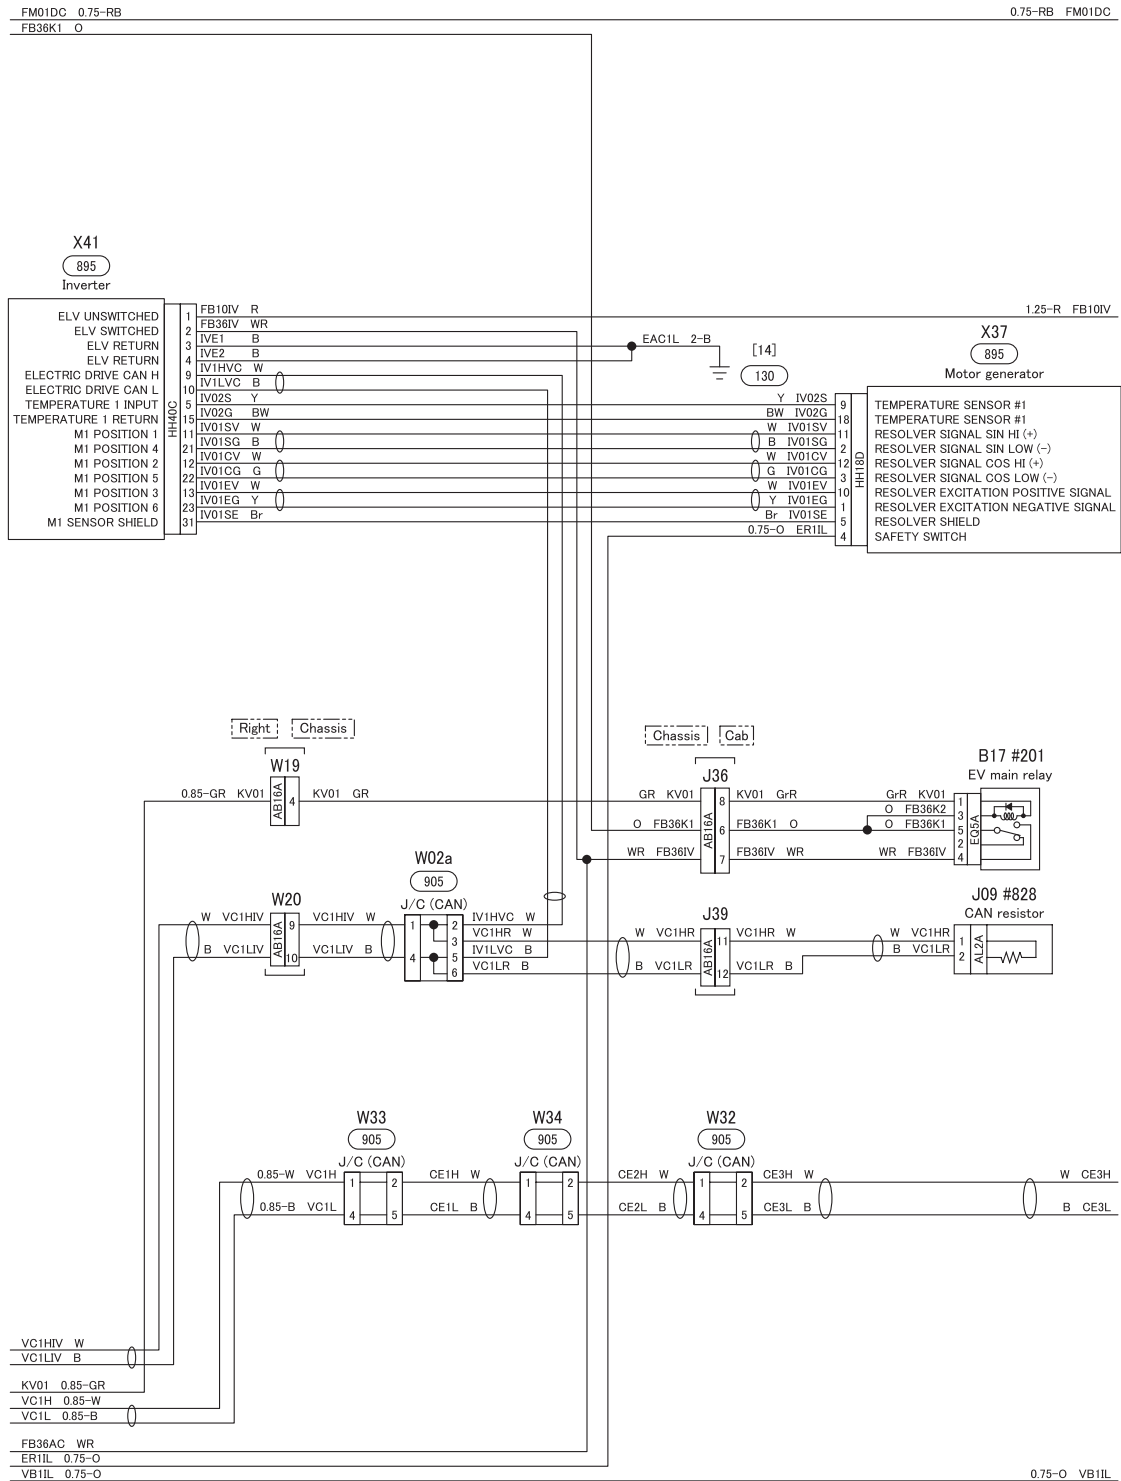 FM01DC 0.75-RB 0.75-RB FM01DC
FB36K1 O
X41
895
Inverter
ELV UNSWITCHED 1 FB10IV R 1.25-R FB10IV
ELV SWITCHED 2 FB36IV WR
ELV RETURN 3 IVE1 B
ELV RETURN 4 IVE2 B
ELECTRIC DRIVE CAN H 9 IV1HVC W
ELECTRIC DRIVE CAN L 10 IV1LVC B
TEMPERATURE 1 INPUT 5 IV02S Y
TEMPERATURE 1 RETURN 15 IV02G BW
M1 POSITION 1 11 IV01SV W
M1 POSITION 4 21 IV01SG B
M1 POSITION 2 12 IV01CV W
M1 POSITION 5 22 IV01CG G
M1 POSITION 3 13 IV01EV W
M1 POSITION 6 23 IV01EG Y
M1 SENSOR SHIELD 31 IV01SE Br
HH40C
EAC1L 2-B
[14]
130
X37
895
Motor generator
Y IV02S 9 TEMPERATURE SENSOR #1
BW IV02G 18 TEMPERATURE SENSOR #1
W IV01SV 11 RESOLVER SIGNAL SIN HI (+)
B IV01SG 2 RESOLVER SIGNAL SIN LOW (-)
W IV01CV 12 RESOLVER SIGNAL COS HI (+)
G IV01CG 3 RESOLVER SIGNAL COS LOW (-)
W IV01EV 10 RESOLVER EXCITATION POSITIVE SIGNAL
Y IV01EG 1 RESOLVER EXCITATION NEGATIVE SIGNAL
Br IV01SE 5 RESOLVER SHIELD
0.75-O ER1IL 4 SAFETY SWITCH
HH18D
Right Chassis
Chassis Cab
W19
0.85-GR KV01 AB16A 4 KV01 GR
J36
AB16A
GR KV01 8 KV01 GrR
O FB36K1 6 FB36K1 O
WR FB36IV 7 FB36IV WR
B17 #201
EV main relay
GrR KV01 1
O FB36K2 3
O FB36K1 5
2
WR FB36IV 4
EQ5A
W20
AB16A
W VC1HIV 9 VC1HIV W
B VC1LIV 10 VC1LIV B
W02a
905
J/C (CAN)
1 2 IV1HVC W
3 VC1HR W
4 5 IV1LVC B
6 VC1LR B
J39
AB16A
W VC1HR 11 VC1HR W
B VC1LR 12 VC1LR B
J09 #828
CAN resistor
W VC1HR 1
B VC1LR 2
AL2A
W33
905
J/C (CAN)
0.85-W VC1H 1 2 CE1H W
0.85-B VC1L 4 5 CE1L B
W34
905
J/C (CAN)
1 2 CE2H W
4 5 CE2L B
W32
905
J/C (CAN)
1 2 CE3H W W CE3H
4 5 CE3L B B CE3L
VC1HIV W
VC1LIV B
KV01 0.85-GR
VC1H 0.85-W
VC1L 0.85-B
FB36AC WR
ER1IL 0.75-O
VB1IL 0.75-O 0.75-O VB1IL